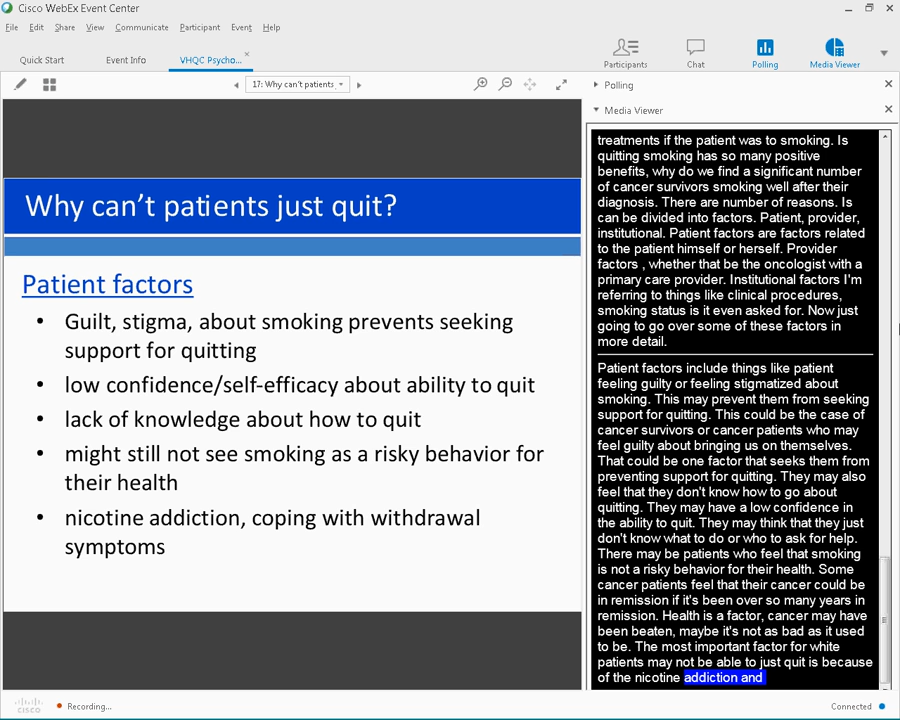 Cisco WebEx Event Center
File Edit Share View Communicate Participant Event Help
Quick Start
Event Info
VHQC Psycho...
Participants
Chat
Polling
Media Viewer
17: Why can't patients
Polling
Media Viewer
Why can't patients just quit?
Patient factors
• Guilt, stigma, about smoking prevents seeking
support for quitting
• low confidence/self-efficacy about ability to quit
• lack of knowledge about how to quit
• might still not see smoking as a risky behavior for
their health
• nicotine addiction, coping with withdrawal
symptoms
treatments if the patient was to smoking. Is
quitting smoking has so many positive
benefits, why do we find a significant number
of cancer survivors smoking well after their
diagnosis. There are number of reasons. Is
can be divided into factors. Patient, provider,
institutional. Patient factors are factors related
to the patient himself or herself. Provider
factors , whether that be the oncologist with a
primary care provider. Institutional factors I'm
referring to things like clinical procedures,
smoking status is it even asked for. Now just
going to go over some of these factors in
more detail.
Patient factors include things like patient
feeling guilty or feeling stigmatized about
smoking. This may prevent them from seeking
support for quitting. This could be the case of
cancer survivors or cancer patients who may
feel guilty about bringing us on themselves.
That could be one factor that seeks them from
preventing support for quitting. They may also
feel that they don't know how to go about
quitting. They may have a low confidence in
the ability to quit. They may think that they just
don't know what to do or who to ask for help.
There may be patients who feel that smoking
is not a risky behavior for their health. Some
cancer patients feel that their cancer could be
in remission if it's been over so many years in
remission. Health is a factor, cancer may have
been beaten, maybe it's not as bad as it used
to be. The most important factor for white
patients may not be able to just quit is because
of the nicotine addiction and
cisco
Recording...
Connected